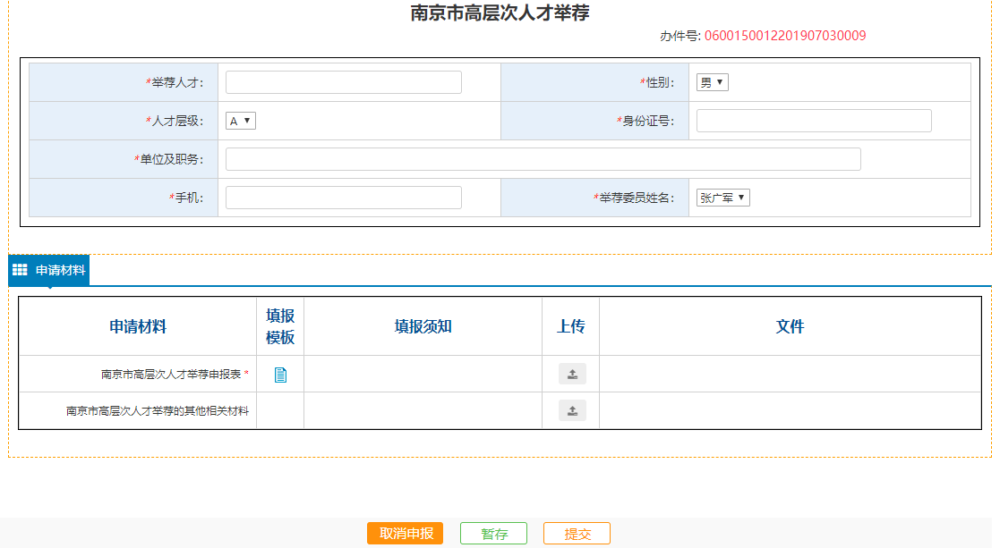 南京市高层次人才举荐
办件号: 0600150012201907030009
*举荐人才： *性别： 男
*人才层级： A *身份证号：
*单位及职务：
*手机： *举荐委员姓名： 张广军
申请材料
申请材料 填报模板 填报须知 上传 文件
南京市高层次人才举荐申报表 *
南京市高层次人才举荐的其他相关材料
取消申报 暂存 提交